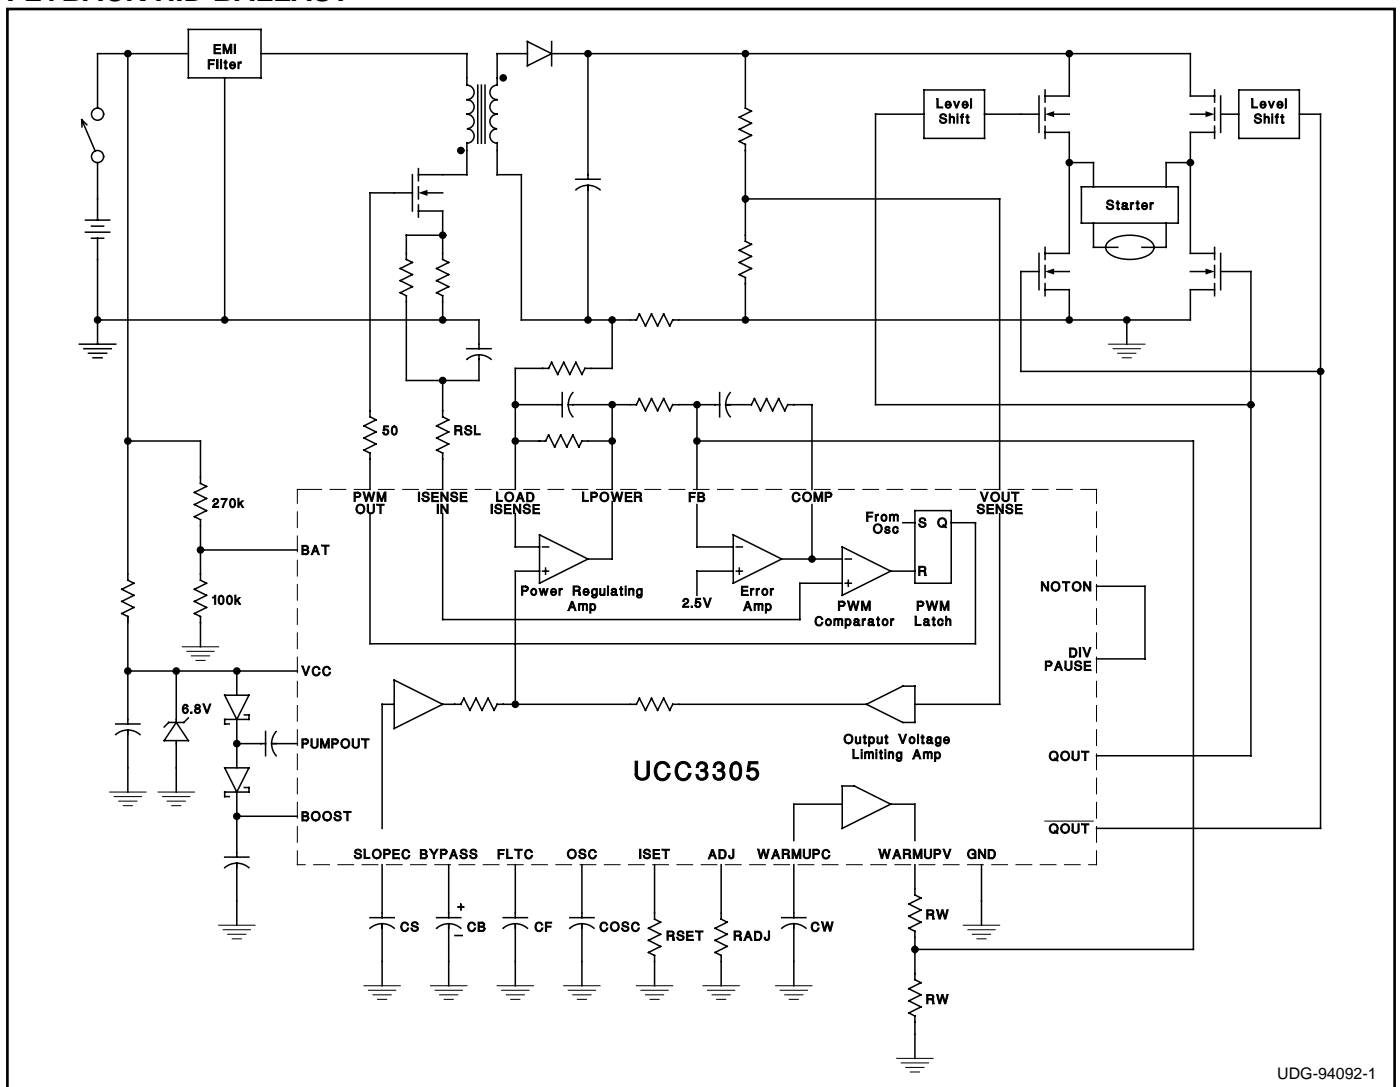 EMI
Filter
Level
Shift
Level
Shift
Starter
50
RSL
270k
100k
PWM
OUT
ISENSE
IN
LOAD
ISENSE
LPOWER
FB
COMP
VOUT
SENSE
From
Osc
S Q
R
BAT
Power Regulating
Amp
2.5V
Error
Amp
PWM
Comparator
PWM
Latch
NOTON
DIV
PAUSE
VCC
6.8V
PUMPOUT
Output Voltage
Limiting Amp
UCC3305
QOUT
BOOST
QOUT
SLOPEC
BYPASS
FLTC
OSC
ISET
ADJ
WARMUPC
WARMUPV
GND
CS
+
CB
–
CF
COSC
RSET
RADJ
CW
RW
RW
UDG-94092-1